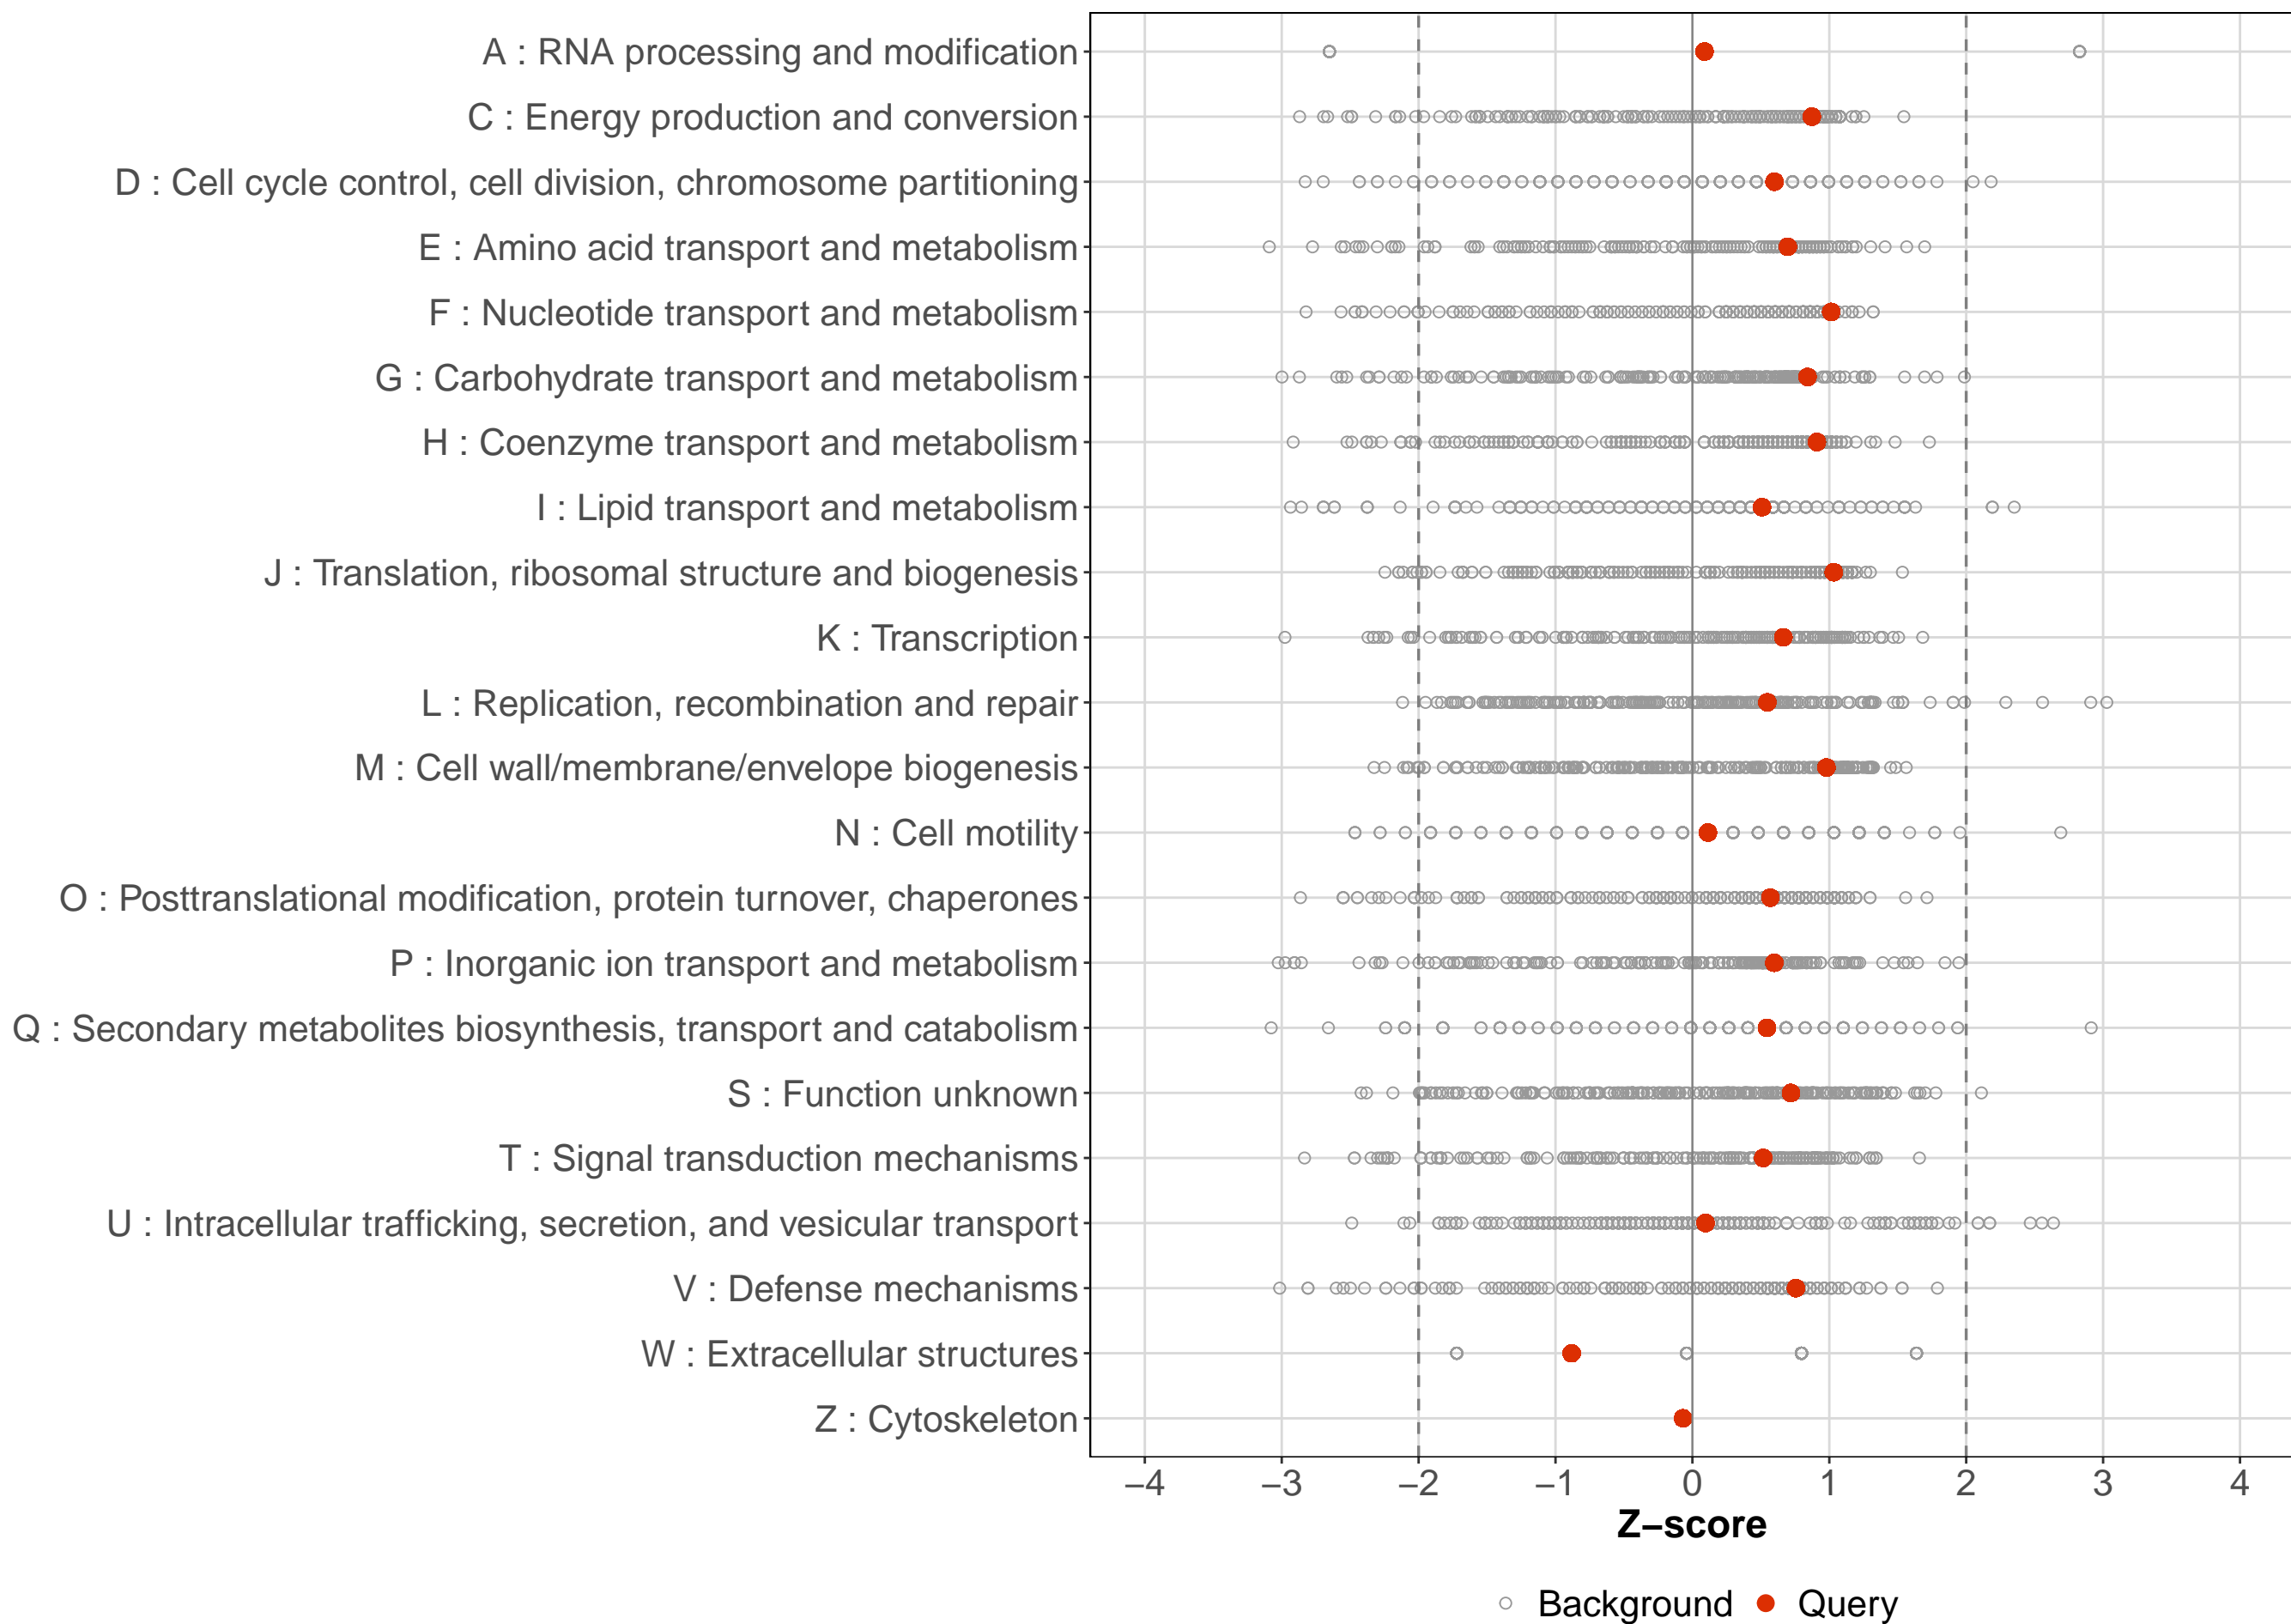 A : RNA processing and modification
C : Energy production and conversion
D : Cell cycle control, cell division, chromosome partitioning
E : Amino acid transport and metabolism
F : Nucleotide transport and metabolism
G : Carbohydrate transport and metabolism
H : Coenzyme transport and metabolism
I : Lipid transport and metabolism
J : Translation, ribosomal structure and biogenesis
K : Transcription
L : Replication, recombination and repair
M : Cell wall/membrane/envelope biogenesis
N : Cell motility
O : Posttranslational modification, protein turnover, chaperones
P : Inorganic ion transport and metabolism
Q : Secondary metabolites biosynthesis, transport and catabolism
S : Function unknown
T : Signal transduction mechanisms
U : Intracellular trafficking, secretion, and vesicular transport
V : Defense mechanisms
W : Extracellular structures
Z : Cytoskeleton
−4 −3 −2 −1 0 1 2 3 4
Z−score
Background Query